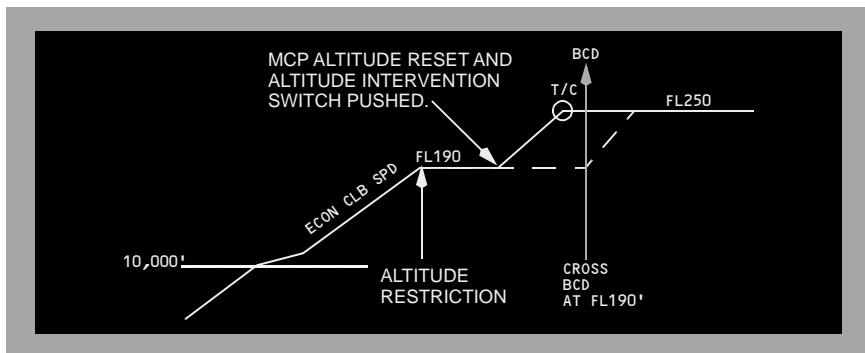 MCP ALTITUDE RESET AND
ALTITUDE INTERVENTION
SWITCH PUSHED.
BCD
T/C
FL250
FL190
ECON CLB SPD
10,000'
ALTITUDE
RESTRICTION
CROSS
BCD
AT FL190'